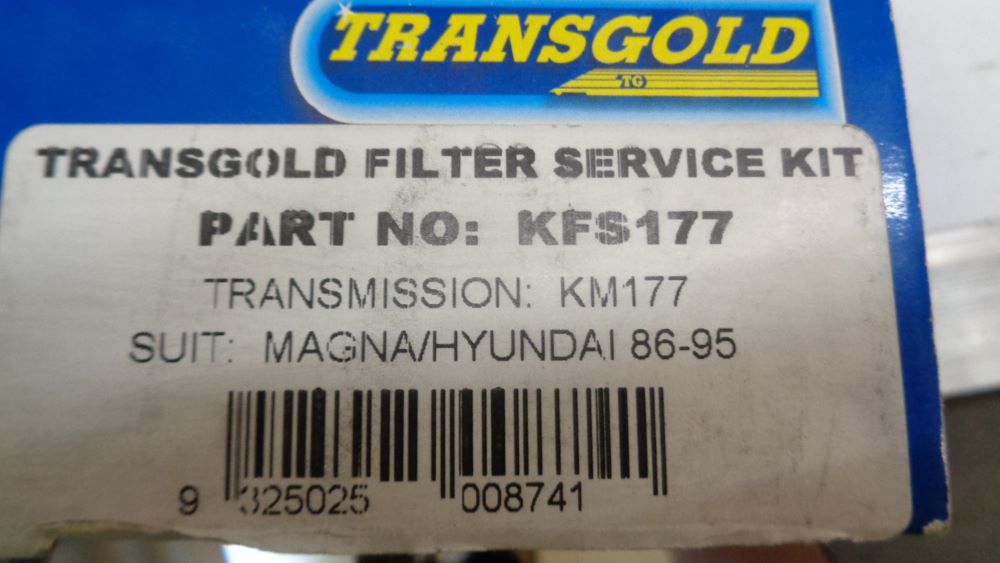 TRANSGOLD
TG
TRANSGOLD FILTER SERVICE KIT
PART NO: KFS177
TRANSMISSION: KM177
SUIT: MAGNA/HYUNDAI 86-95
9 325025 008741